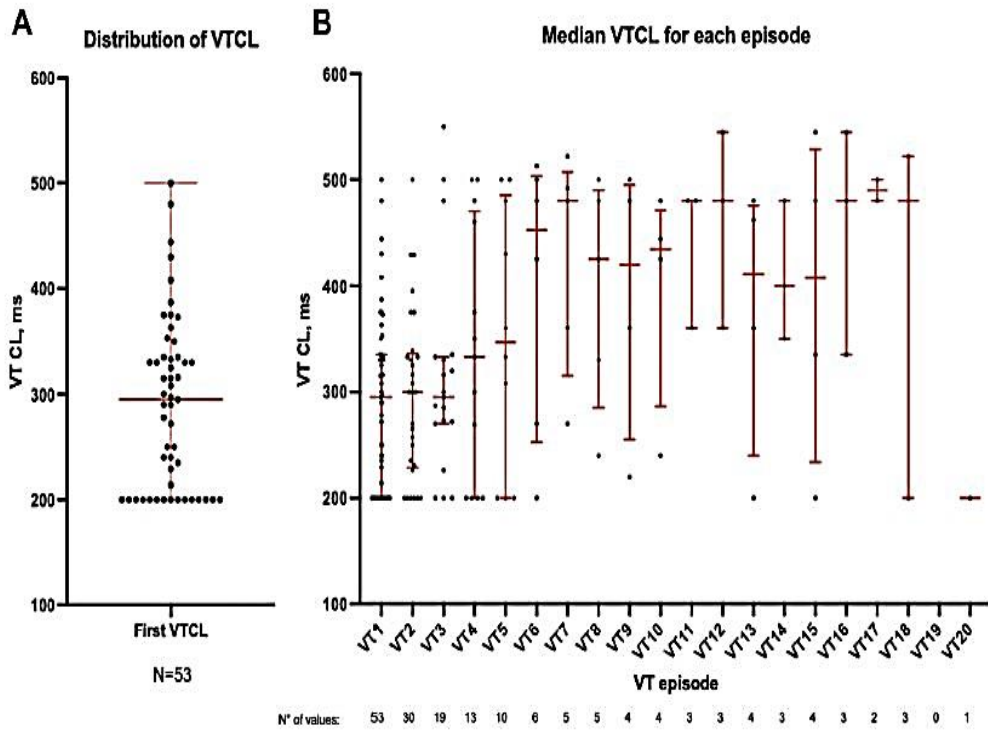 A
Distribution of VTCL
600
500
400
300
200
100
VT CL, ms
First VTCL
N=53
B
Median VTCL for each episode
600
500
400
300
200
100
VT CL, ms
VT1 VT2 VT3 VT4 VT5 VT6 VT7 VT8 VT9 VT10 VT11 VT12 VT13 VT14 VT15 VT16 VT17 VT18 VT19 VT20
VT episode
N° of values: 53 30 19 13 10 6 5 5 4 4 3 3 4 3 4 3 2 3 0 1